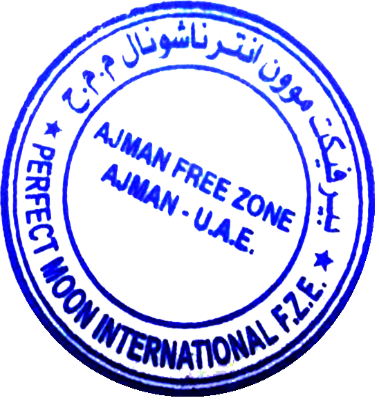 بيرفيكت موون انترناشونال م.م.ح
AJMAN FREE ZONE
AJMAN - U.A.E.
★ PERFECT MOON INTERNATIONAL F.Z.E. ★